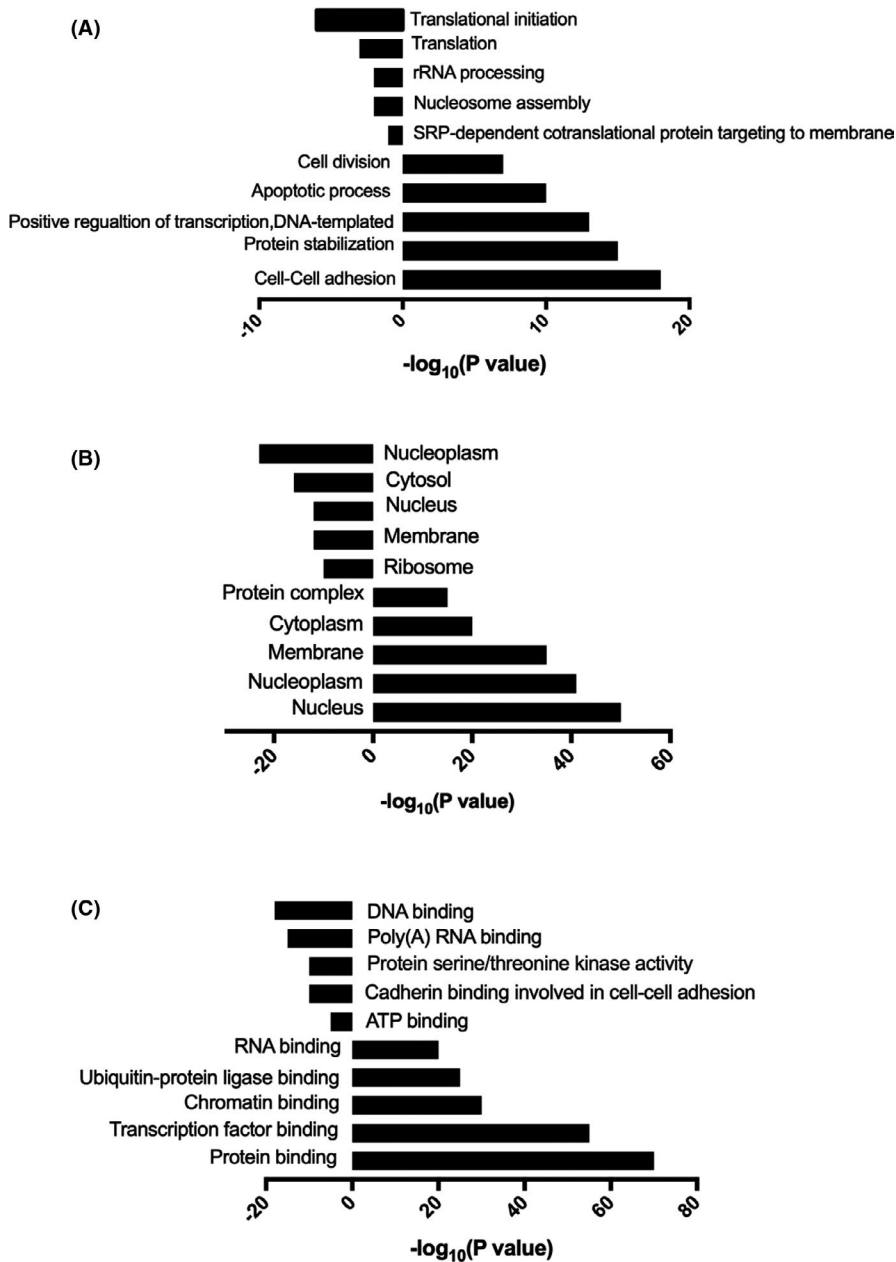 (A)
Translational initiation
Translation
rRNA processing
Nucleosome assembly
SRP-dependent cotranslational protein targeting to membrane
Cell division
Apoptotic process
Positive regualtion of transcription,DNA-templated
Protein stabilization
Cell-Cell adhesion
-10 0 10 20
-log10(P value)
(B)
Nucleoplasm
Cytosol
Nucleus
Membrane
Ribosome
Protein complex
Cytoplasm
Membrane
Nucleoplasm
Nucleus
-20 0 20 40 60
-log10(P value)
(C)
DNA binding
Poly(A) RNA binding
Protein serine/threonine kinase activity
Cadherin binding involved in cell-cell adhesion
ATP binding
RNA binding
Ubiquitin-protein ligase binding
Chromatin binding
Transcription factor binding
Protein binding
-20 0 20 40 60 80
-log10(P value)